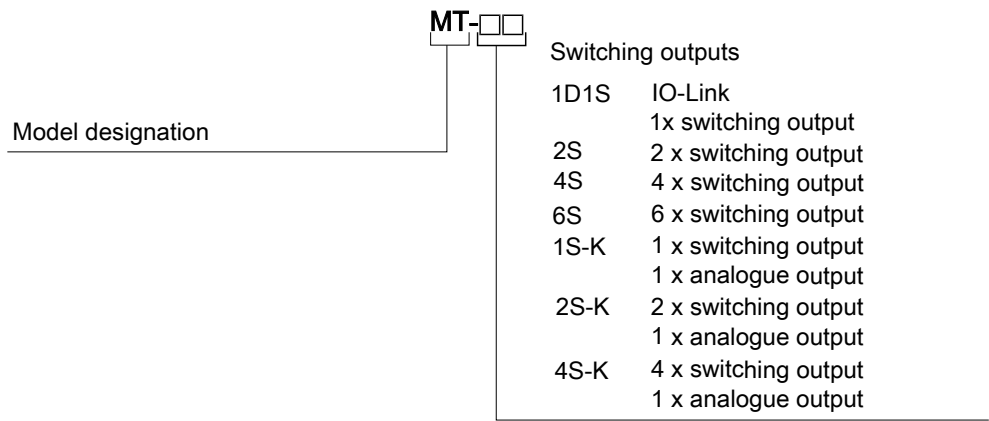 MT-□□
Switching outputs
1D1S IO-Link
1x switching output
Model designation
2S 2 x switching output
4S 4 x switching output
6S 6 x switching output
1S-K 1 x switching output
1 x analogue output
2S-K 2 x switching output
1 x analogue output
4S-K 4 x switching output
1 x analogue output